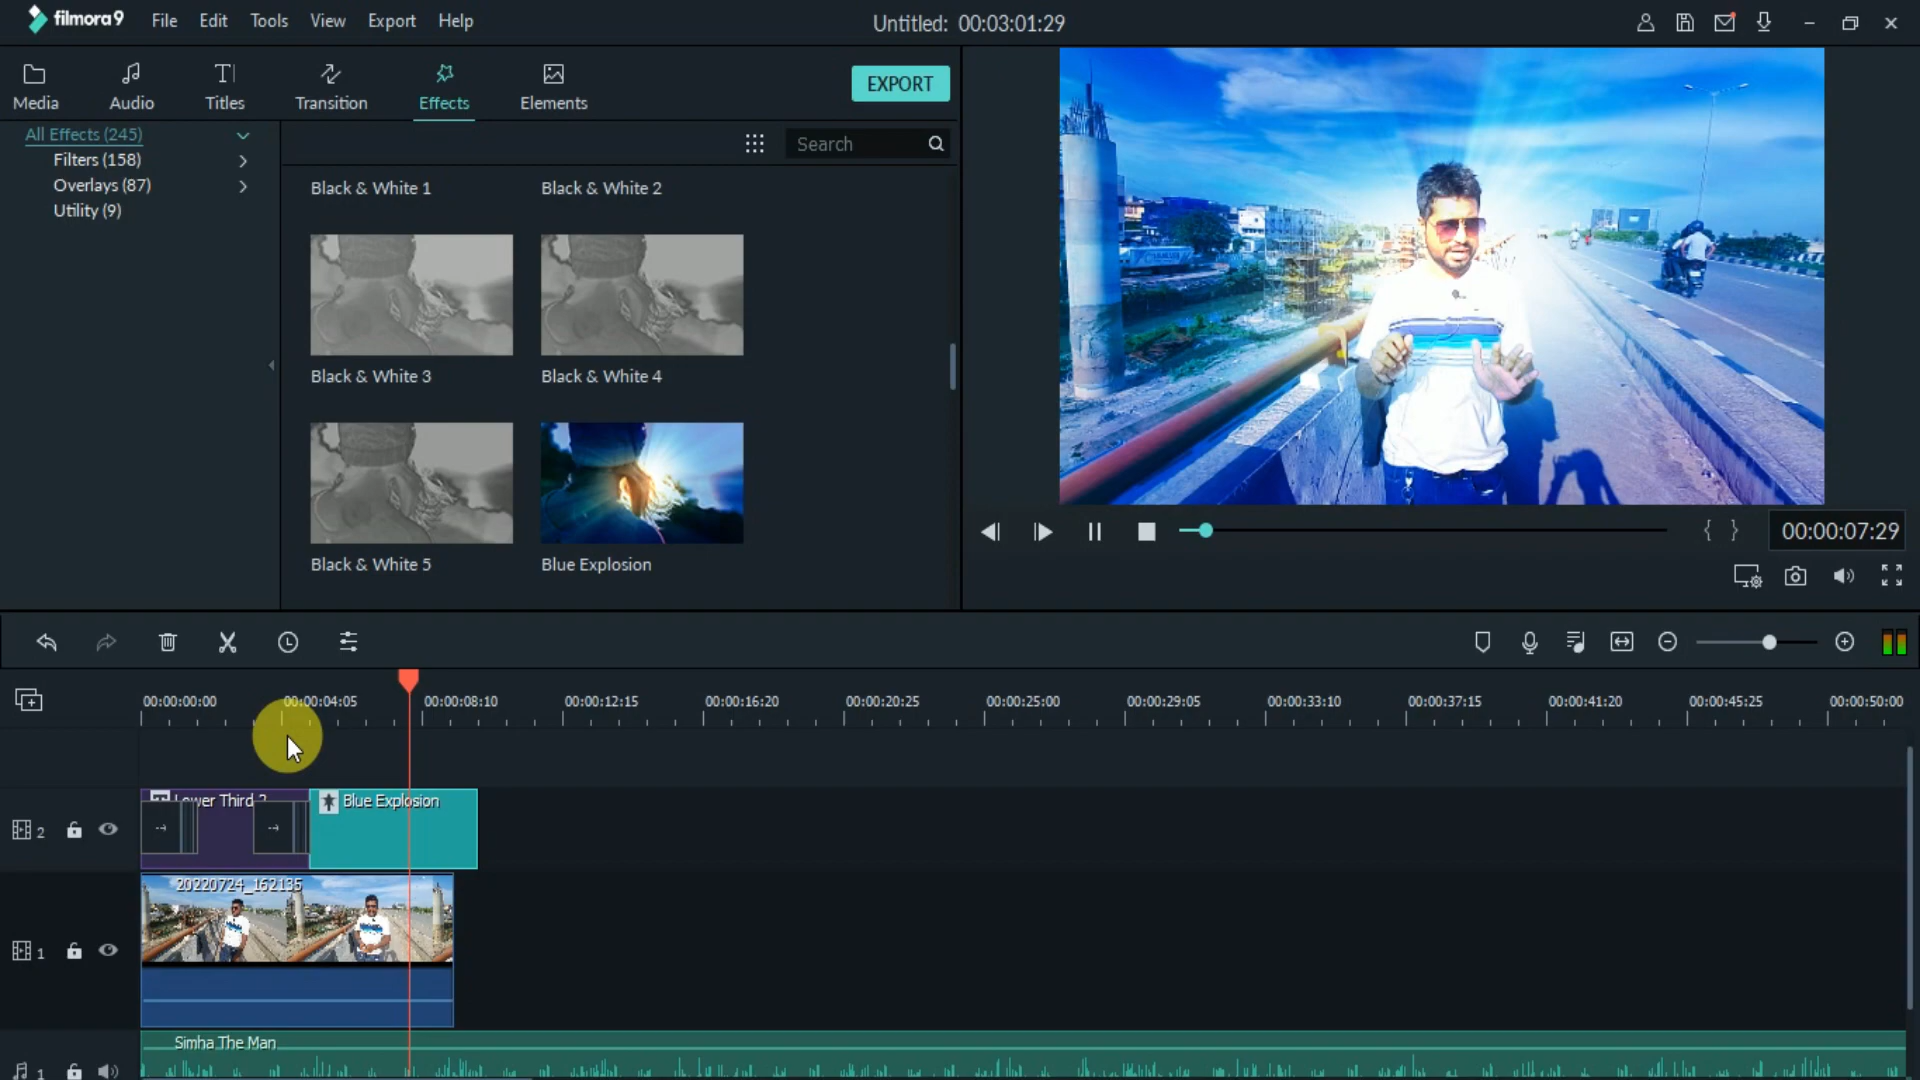 filmora9 File Edit Tools View Export Help Untitled: 00:03:01:29
Media Audio Titles Transition Effects Elements EXPORT
All Effects (245)
Filters (158)
Overlays (87)
Utility (9)
Search
Black & White 1 Black & White 2
Black & White 3 Black & White 4
Black & White 5 Blue Explosion
{ } 00:00:07:29
00:00:00:00 00:00:04:05 00:00:08:10 00:00:12:15 00:00:16:20 00:00:20:25 00:00:25:00 00:00:29:05 00:00:33:10 00:00:37:15 00:00:41:20 00:00:45:25 00:00:50:00
2 Lower Third 2 Blue Explosion
20220724_162135
1
Simha The Man
1